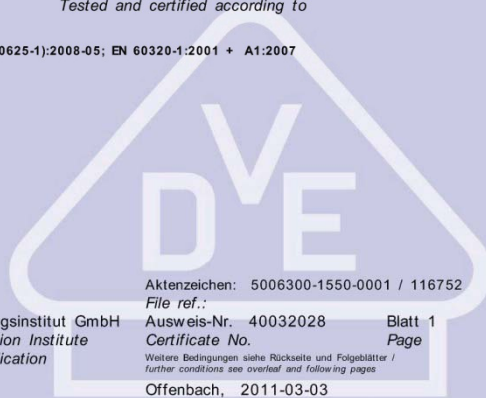 Tested and certified according to
0625-1):2008-05; EN 60320-1:2001 + A1:2007
VDE
Aktenzeichen: 5006300-1550-0001 / 116752
File ref.:
gsinstitut GmbH Ausweis-Nr. 40032028 Blatt 1
ion Institute Certificate No. Page
ication Weitere Bedingungen siehe Rückseite und Folgeblätter /
further conditions see overleaf and following pages
Offenbach, 2011-03-03